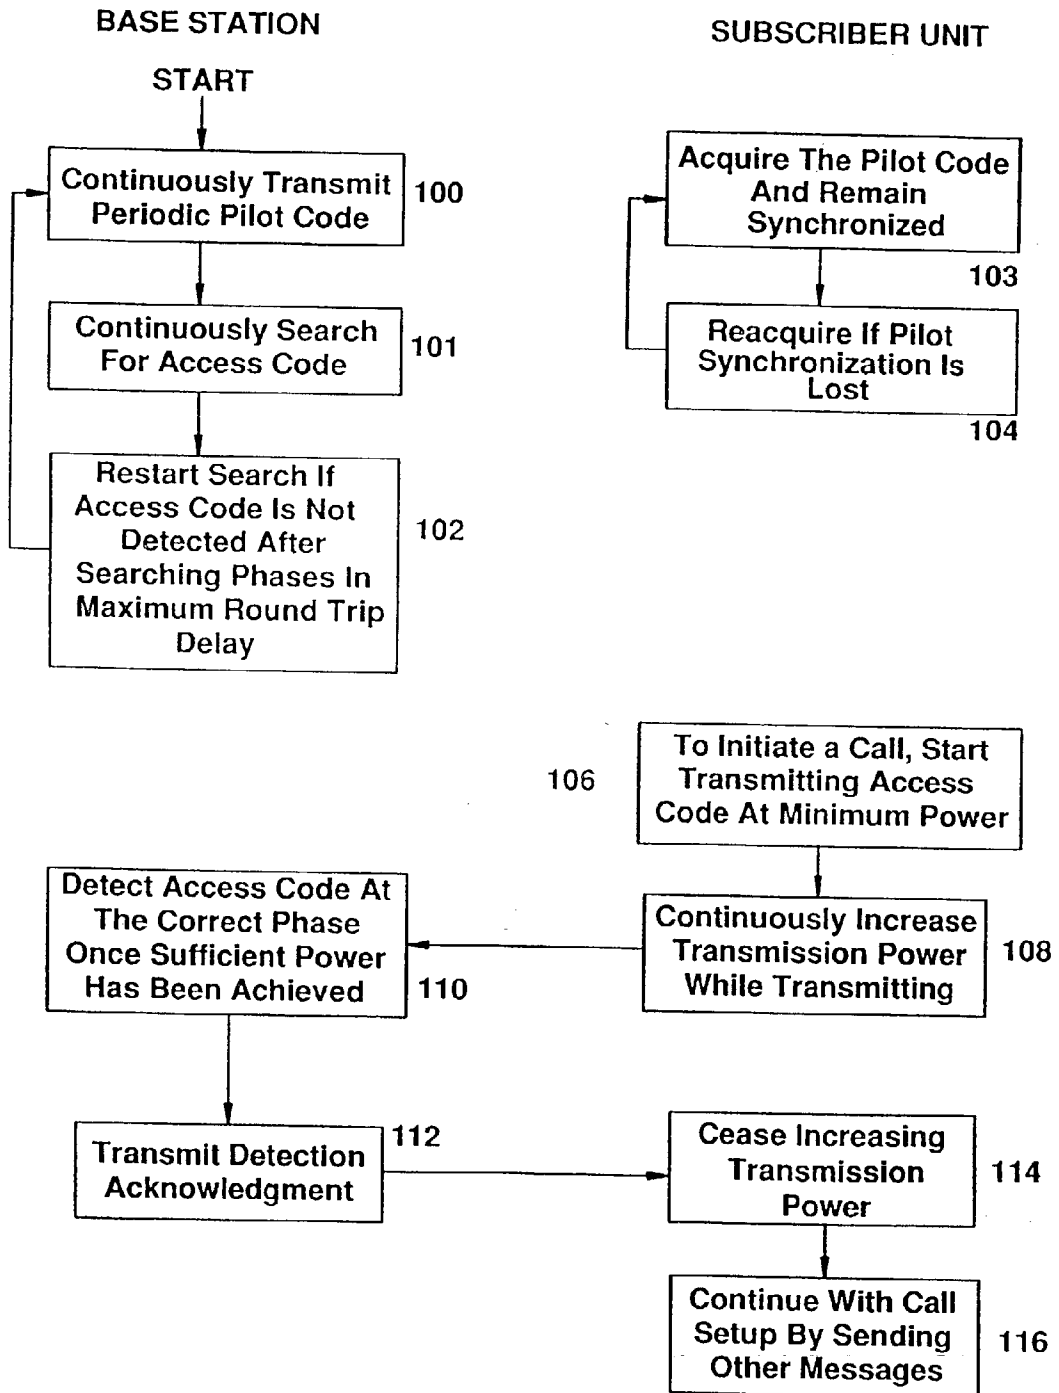 BASE STATION
SUBSCRIBER UNIT
START
Continuously Transmit
Periodic Pilot Code
100
Acquire The Pilot Code
And Remain
Synchronized
103
Continuously Search
For Access Code
101
Reacquire If Pilot
Synchronization Is
Lost
104
Restart Search If
Access Code Is Not
Detected After
Searching Phases In
Maximum Round Trip
Delay
102
106
To Initiate a Call, Start
Transmitting Access
Code At Minimum Power
Detect Access Code At
The Correct Phase
Once Sufficient Power
Has Been Achieved
110
Continuously Increase
Transmission Power
While Transmitting
108
Transmit Detection
Acknowledgment
112
Cease Increasing
Transmission
Power
114
Continue With Call
Setup By Sending
Other Messages
116